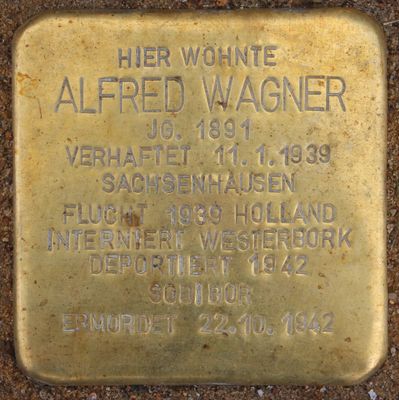 HIER WOHNTE
ALFRED WAGNER
JG. 1891
VERHAFTET 11.1.1939
SACHSENHAUSEN
FLUCHT 1939 HOLLAND
INTERNIERT WESTERBORK
DEPORTIERT 1942
SOBIBOR
ERMORDET 22.10.1942